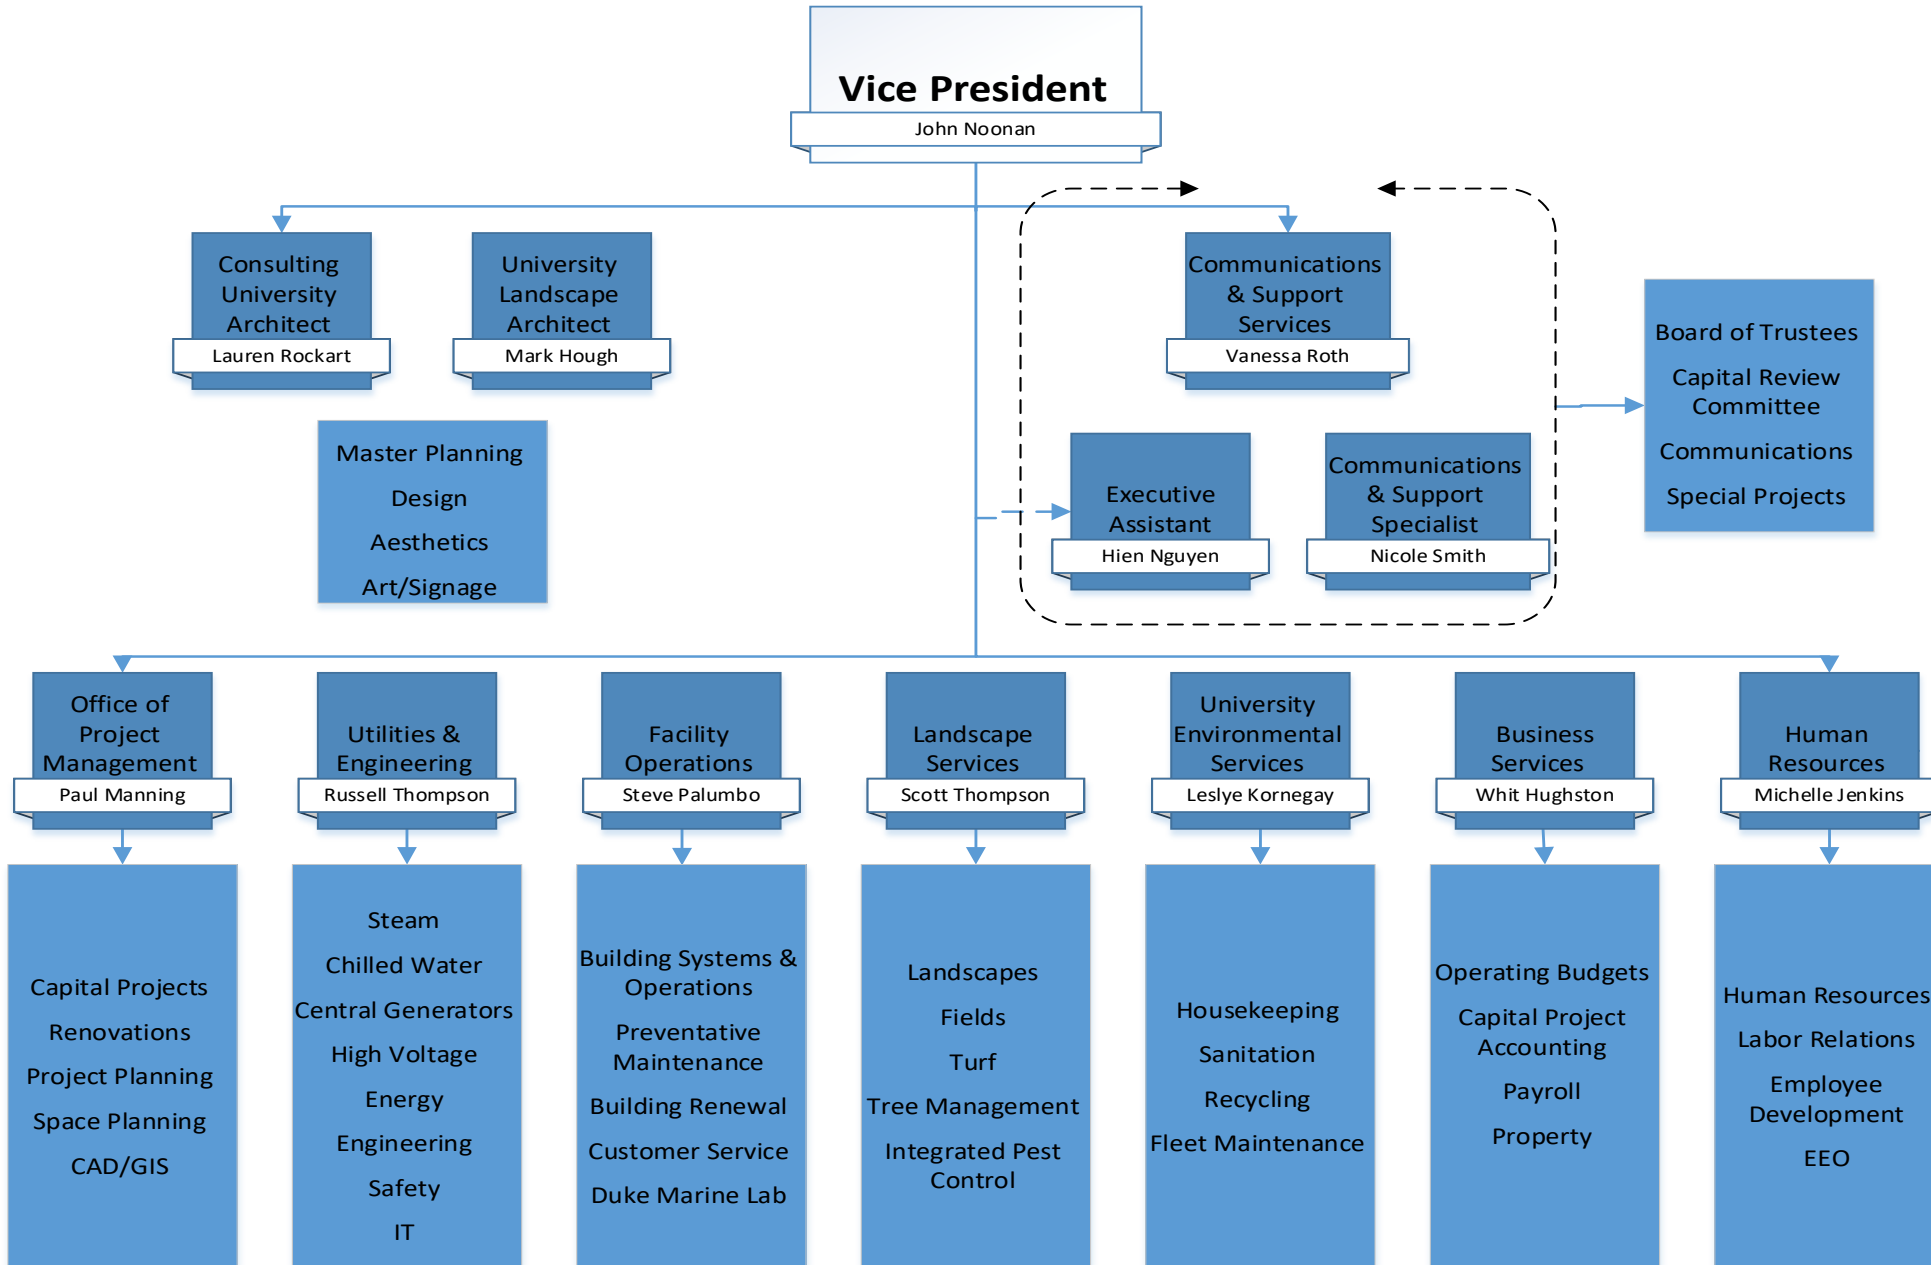 Vice President
John Noonan
Consulting
University
Architect
Lauren Rockart
University
Landscape
Architect
Mark Hough
Communications
& Support
Services
Vanessa Roth
Board of Trustees
Capital Review
Committee
Communications
Special Projects
Master Planning
Design
Aesthetics
Art/Signage
Executive
Assistant
Hien Nguyen
Communications
& Support
Specialist
Nicole Smith
Office of
Project
Management
Paul Manning
Utilities &
Engineering
Russell Thompson
Facility
Operations
Steve Palumbo
Landscape
Services
Scott Thompson
University
Environmental
Services
Leslye Kornegay
Business
Services
Whit Hughston
Human
Resources
Michelle Jenkins
Capital Projects
Renovations
Project Planning
Space Planning
CAD/GIS
Steam
Chilled Water
Central Generators
High Voltage
Energy
Engineering
Safety
IT
Building Systems &
Operations
Preventative
Maintenance
Building Renewal
Customer Service
Duke Marine Lab
Landscapes
Fields
Turf
Tree Management
Integrated Pest
Control
Housekeeping
Sanitation
Recycling
Fleet Maintenance
Operating Budgets
Capital Project
Accounting
Payroll
Property
Human Resources
Labor Relations
Employee
Development
EEO